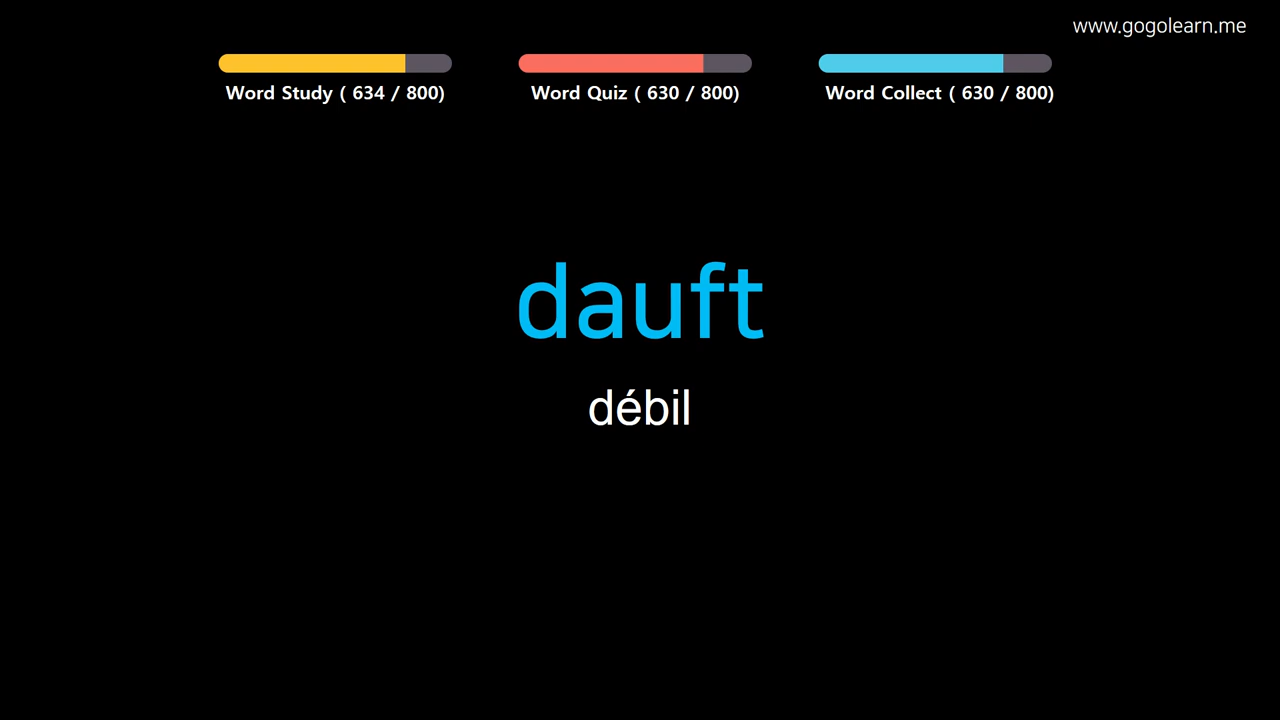 www.gogolearn.me
Word Study ( 634 / 800)
Word Quiz ( 630 / 800)
Word Collect ( 630 / 800)
dauft
débil